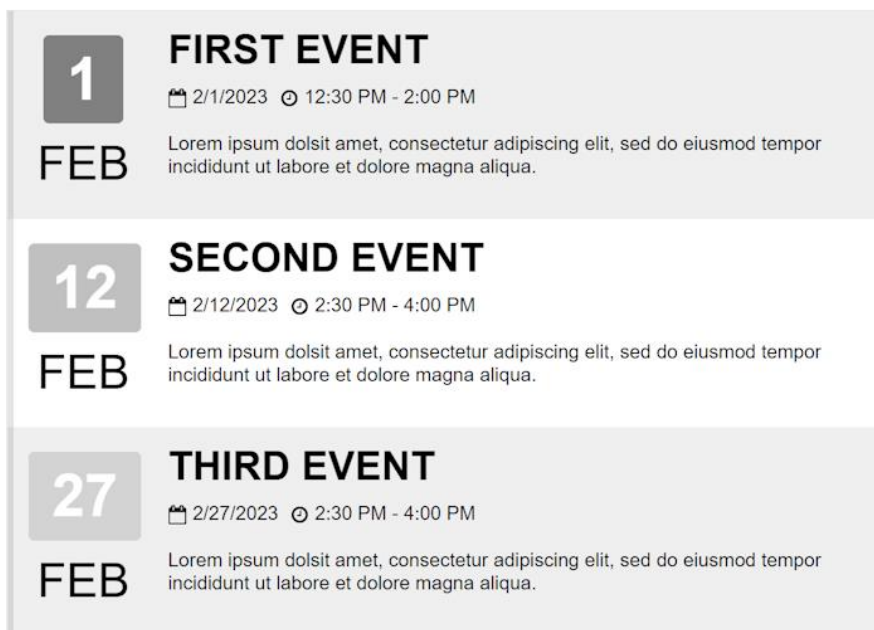 1
FEB
FIRST EVENT
2/1/2023 12:30 PM - 2:00 PM
Lorem ipsum dolsit amet, consectetur adipiscing elit, sed do eiusmod tempor
incididunt ut labore et dolore magna aliqua.
12
FEB
SECOND EVENT
2/12/2023 2:30 PM - 4:00 PM
Lorem ipsum dolsit amet, consectetur adipiscing elit, sed do eiusmod tempor
incididunt ut labore et dolore magna aliqua.
27
FEB
THIRD EVENT
2/27/2023 2:30 PM - 4:00 PM
Lorem ipsum dolsit amet, consectetur adipiscing elit, sed do eiusmod tempor
incididunt ut labore et dolore magna aliqua.